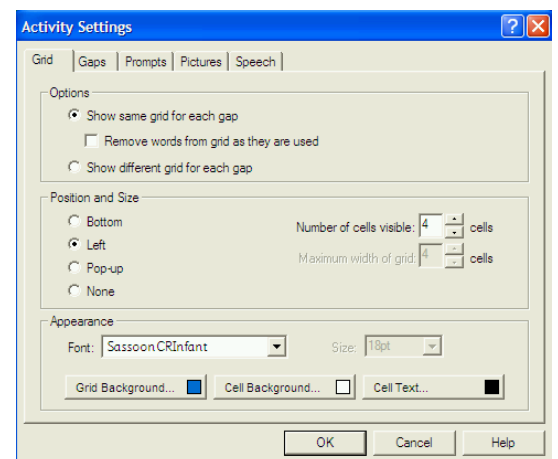 Activity Settings
Grid Gaps Prompts Pictures Speech
Options
Show same grid for each gap
Remove words from grid as they are used
Show different grid for each gap
Position and Size
Bottom
Number of cells visible: 4 cells
Left
Maximum width of grid: 4 cells
Pop-up
None
Appearance
Font: SassoonCRInfant Size: 18pt
Grid Background... Cell Background... Cell Text...
OK Cancel Help